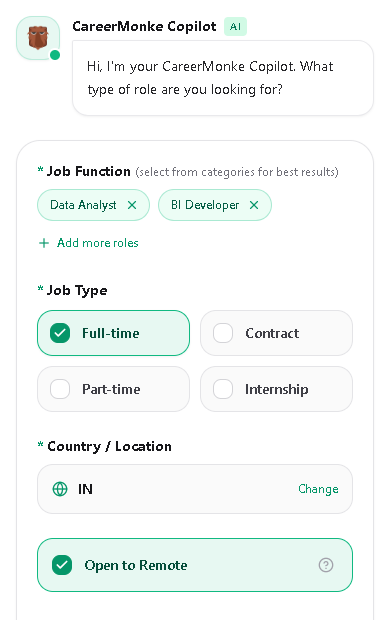 CareerMonke Copilot AI
Hi, I'm your CareerMonke Copilot. What
type of role are you looking for?
* Job Function (select from categories for best results)
Data Analyst × BI Developer ×
+ Add more roles
* Job Type
Full-time Contract
Part-time Internship
* Country / Location
IN Change
Open to Remote ?